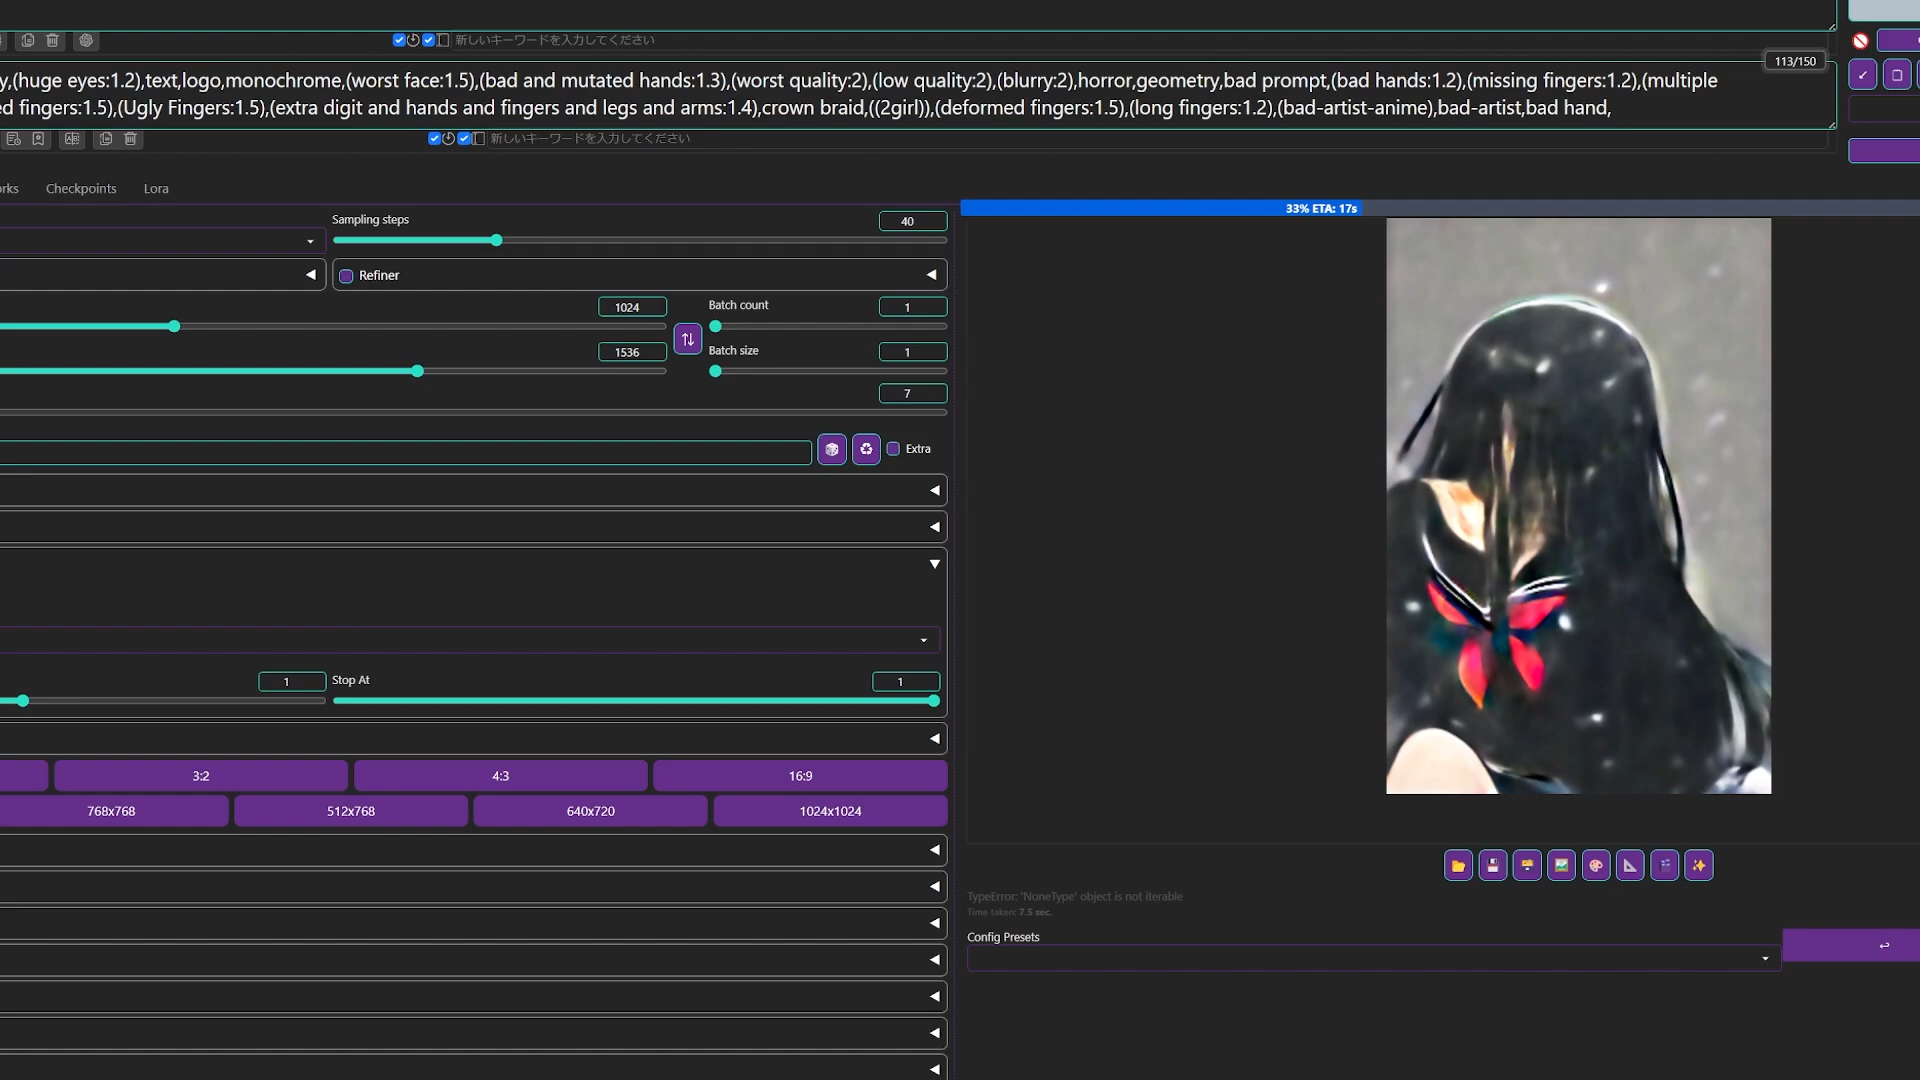 新しいキーワードを入力してください
113/150
y,(huge eyes:1.2),text,logo,monochrome,(worst face:1.5),(bad and mutated hands:1.3),(worst quality:2),(low quality:2),(blurry:2),horror,geometry,bad prompt,(bad hands:1.2),(missing fingers:1.2),(multiple
d fingers:1.5),(Ugly Fingers:1.5),(extra digit and hands and fingers and legs and arms:1.4),crown braid,((2girl)),(deformed fingers:1.5),(long fingers:1.2),(bad-artist-anime),bad-artist,bad hand,
新しいキーワードを入力してください
orks Checkpoints Lora
33% ETA: 17s
Sampling steps 40
Refiner
1024 Batch count 1
1536 Batch size 1
7
Extra
1 Stop At 1
3:2 4:3 16:9
768x768 512x768 640x720 1024x1024
TypeError: 'NoneType' object is not iterable
Time taken: 7.5 sec.
Config Presets